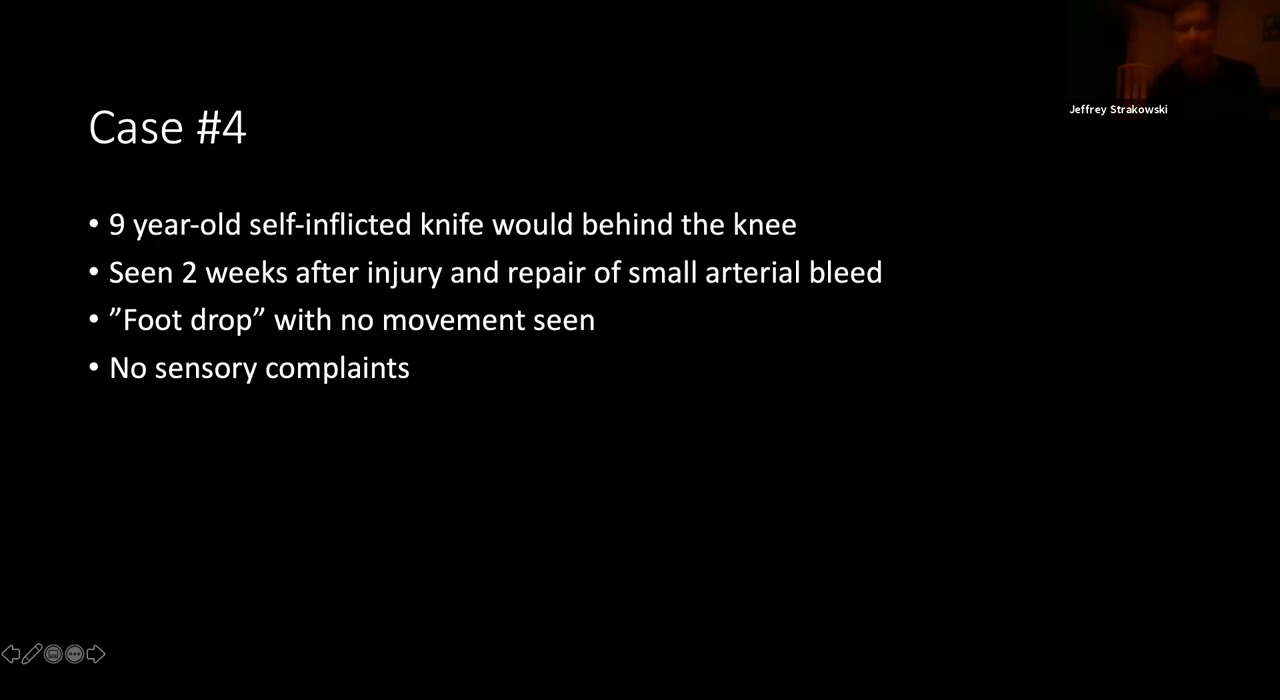 Jeffrey Strakowski
Case #4
• 9 year-old self-inflicted knife would behind the knee
• Seen 2 weeks after injury and repair of small arterial bleed
• ”Foot drop” with no movement seen
• No sensory complaints